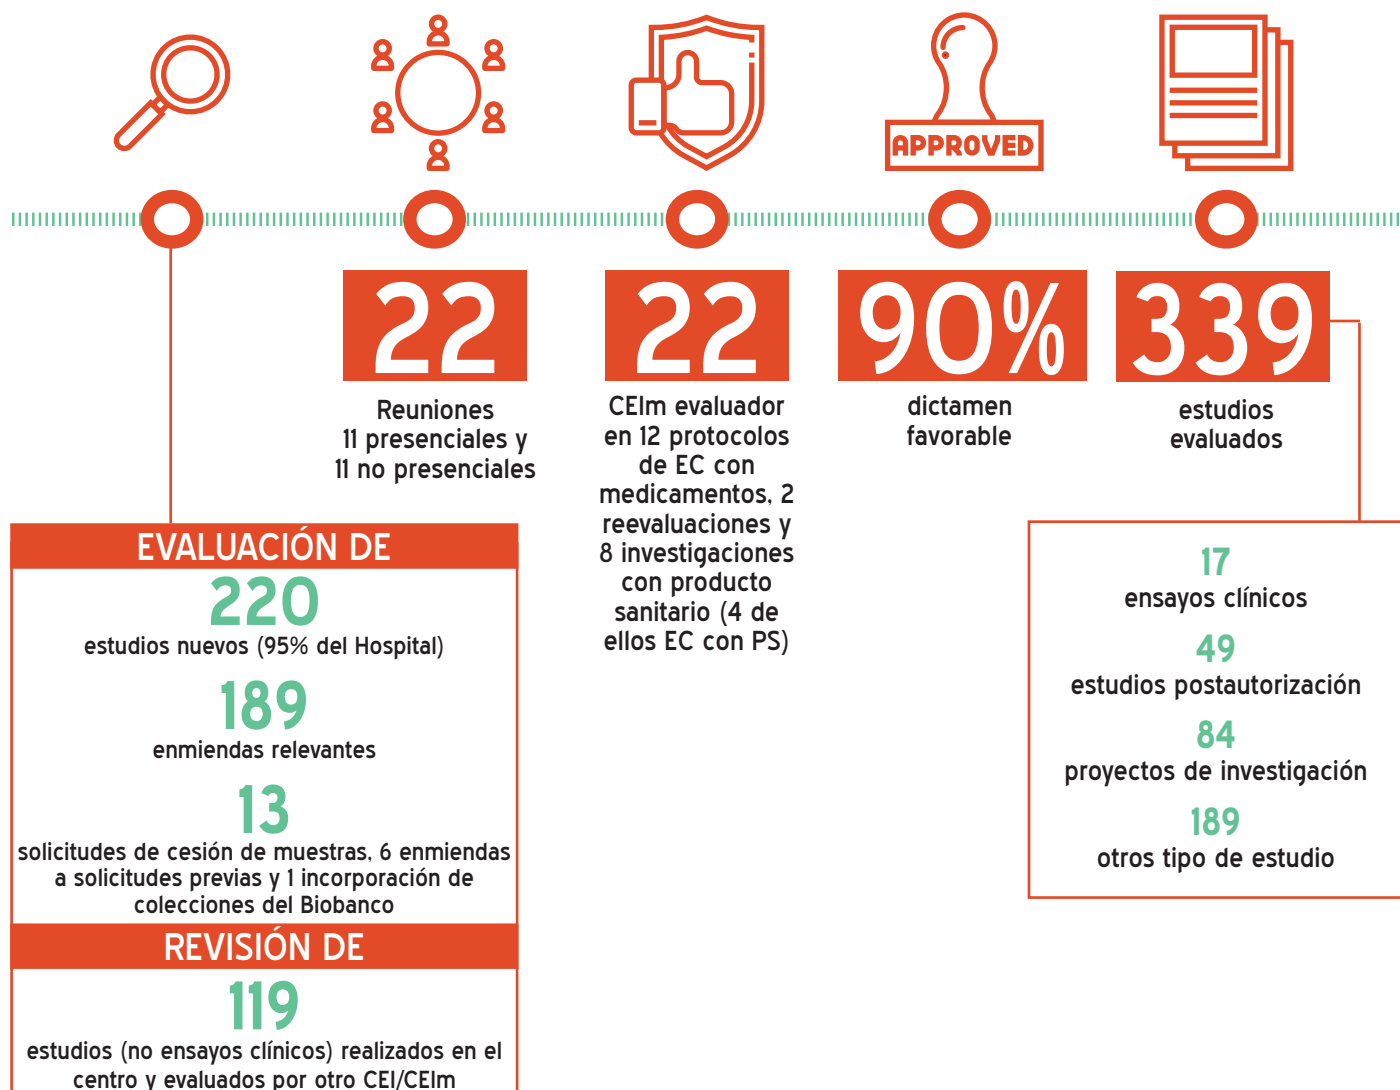 APPROVED
22
Reuniones
11 presenciales y
11 no presenciales
22
CEIm evaluador
en 12 protocolos
de EC con
medicamentos, 2
reevaluaciones y
8 investigaciones
con producto
sanitario (4 de
ellos EC con PS)
90%
dictamen
favorable
339
estudios
evaluados
EVALUACIÓN DE
220
estudios nuevos (95% del Hospital)
189
enmiendas relevantes
13
solicitudes de cesión de muestras, 6 enmiendas
a solicitudes previas y 1 incorporación de
colecciones del Biobanco
REVISIÓN DE
119
estudios (no ensayos clínicos) realizados en el
centro y evaluados por otro CEI/CEIm
17
ensayos clínicos
49
estudios postautorización
84
proyectos de investigación
189
otros tipo de estudio